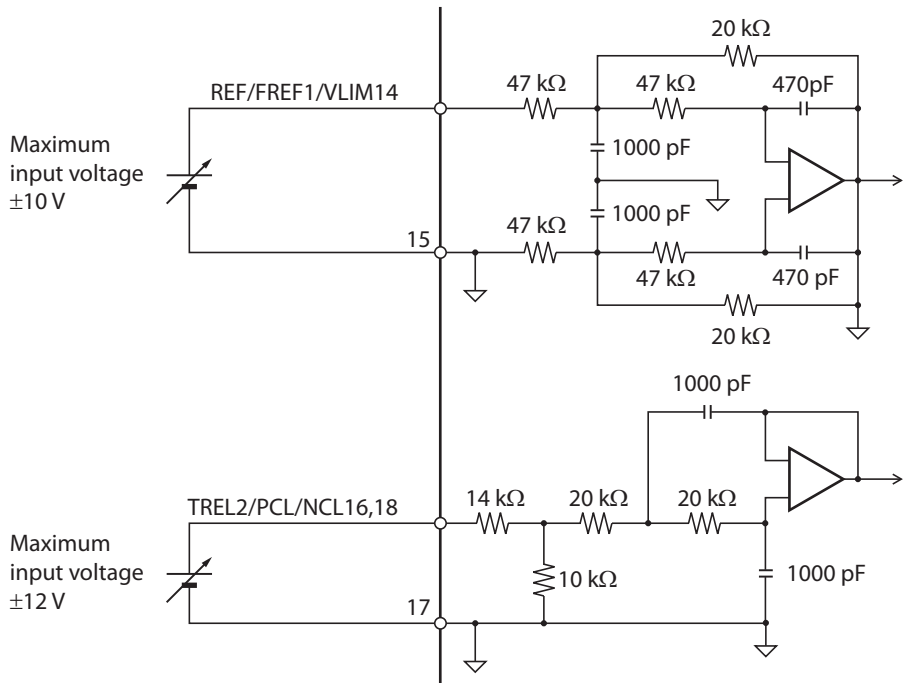 20 kΩ
REF/FREF1/VLIM14
47 kΩ
47 kΩ
470pF
Maximum
input voltage
±10 V
1000 pF
1000 pF
15
47 kΩ
47 kΩ
470 pF
20 kΩ
1000 pF
TREL2/PCL/NCL16,18
14 kΩ
20 kΩ
20 kΩ
Maximum
input voltage
±12 V
10 kΩ
1000 pF
17